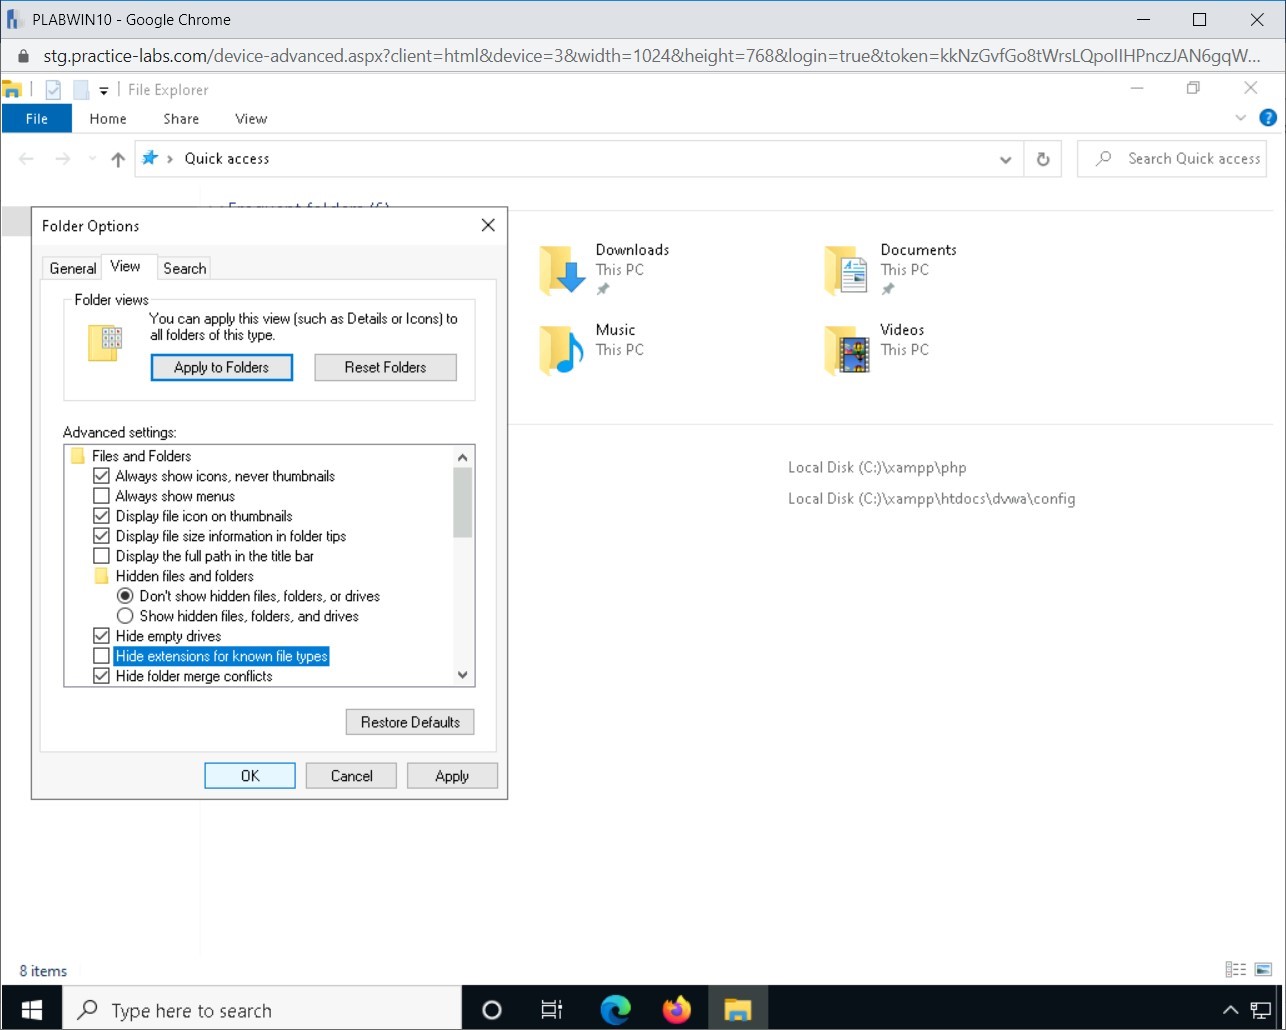 PLABWIN10 - Google Chrome
stg.practice-labs.com/device-advanced.aspx?client=html&device=3&width=1024&height=768&login=true&token=kkNzGvfGo8tWrsLQpoIIHPnczJAN6gqW...
File Explorer
File Home Share View
Quick access
Search Quick access
Frequent folders (6)
Folder Options
General View Search
Folder views
You can apply this view (such as Details or Icons) to
all folders of this type.
Apply to Folders Reset Folders
Advanced settings:
Files and Folders
Always show icons, never thumbnails
Always show menus
Display file icon on thumbnails
Display file size information in folder tips
Display the full path in the title bar
Hidden files and folders
Don't show hidden files, folders, or drives
Show hidden files, folders, and drives
Hide empty drives
Hide extensions for known file types
Hide folder merge conflicts
Restore Defaults
OK Cancel Apply
Downloads
This PC
Documents
This PC
Music
This PC
Videos
This PC
Local Disk (C:)\xampp\php
Local Disk (C:)\xampp\htdocs\dvwa\config
8 items
Type here to search